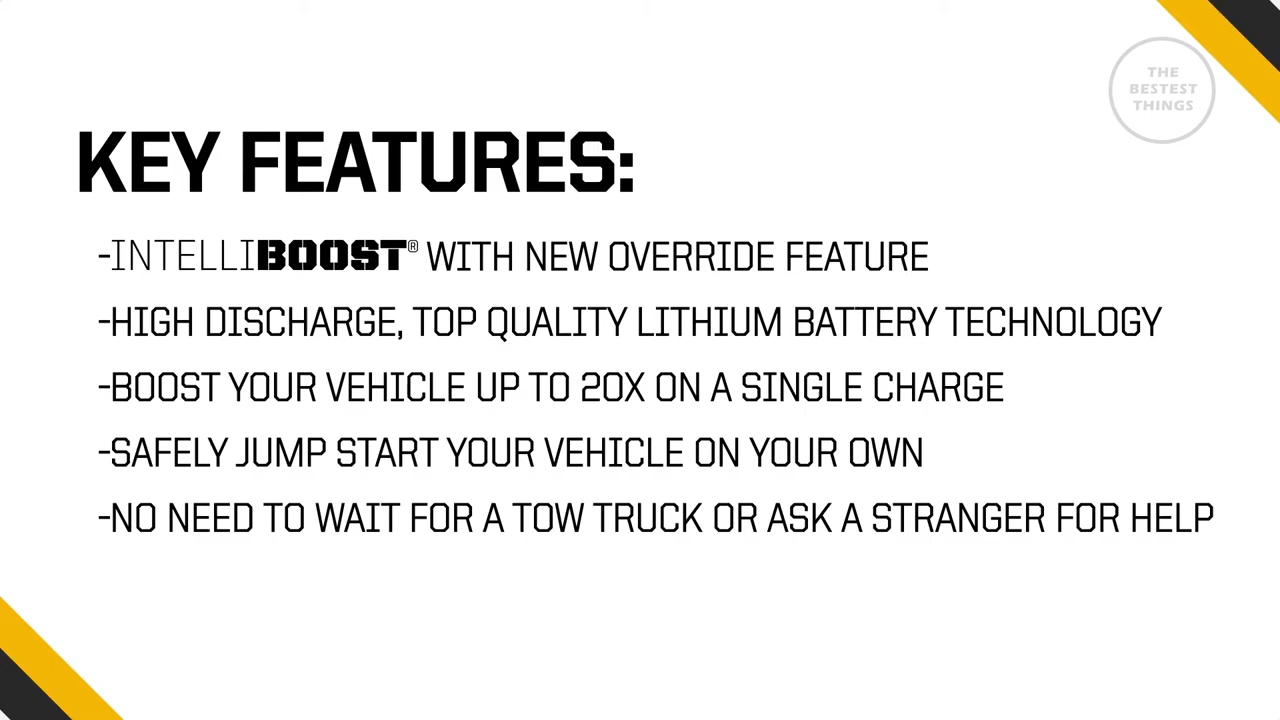 THE
BESTEST
THINGS
KEY FEATURES:
-INTELLIBOOST® WITH NEW OVERRIDE FEATURE
-HIGH DISCHARGE, TOP QUALITY LITHIUM BATTERY TECHNOLOGY
-BOOST YOUR VEHICLE UP TO 20X ON A SINGLE CHARGE
-SAFELY JUMP START YOUR VEHICLE ON YOUR OWN
-NO NEED TO WAIT FOR A TOW TRUCK OR ASK A STRANGER FOR HELP